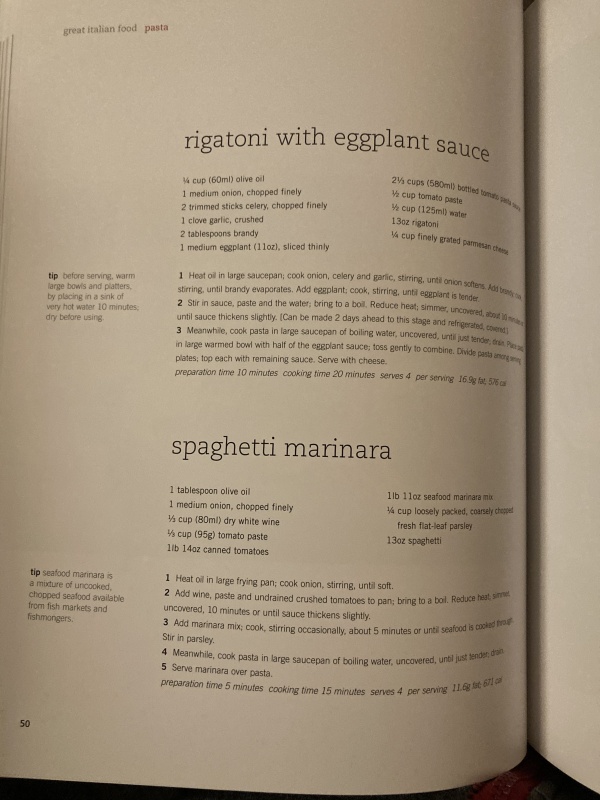 great italian food pasta
rigatoni with eggplant sauce
¼ cup (60ml) olive oil
1 medium onion, chopped finely
2 trimmed sticks celery, chopped finely
1 clove garlic, crushed
2 tablespoons brandy
1 medium eggplant (11oz), sliced thinly
2⅓ cups (580ml) bottled tomato pasta
½ cup tomato paste
½ cup (125ml) water
13oz rigatoni
¼ cup finely grated parmesan cheese
tip before serving, warm
large bowls and platters,
by placing in a sink of
very hot water 10 minutes;
dry before using.
1 Heat oil in large saucepan; cook onion, celery and garlic, stirring, until onion softens. Add brandy; cook,
stirring, until brandy evaporates. Add eggplant; cook, stirring, until eggplant is tender.
2 Stir in sauce, paste and the water; bring to a boil. Reduce heat; simmer, uncovered, about
until sauce thickens slightly. [Can be made 2 days ahead to this stage and refrigerated, covered.]
3 Meanwhile, cook pasta in large saucepan of boiling water, uncovered, until just tender; drain. Place
in large warmed bowl with half of the eggplant sauce; toss gently to combine. Divide pasta among serving
plates; top each with remaining sauce. Serve with cheese.
preparation time 10 minutes cooking time 20 minutes serves 4 per serving 16.9g fat; 576 cal
spaghetti marinara
1 tablespoon olive oil
1 medium onion, chopped finely
⅓ cup (80ml) dry white wine
⅓ cup (95g) tomato paste
1lb 14oz canned tomatoes
1lb 11oz seafood marinara mix
¼ cup loosely packed, coarsely chopped
fresh flat-leaf parsley
13oz spaghetti
tip seafood marinara is
a mixture of uncooked,
chopped seafood available
from fish markets and
fishmongers.
1 Heat oil in large frying pan; cook onion, stirring, until soft.
2 Add wine, paste and undrained crushed tomatoes to pan; bring to a boil. Reduce heat, simmer,
uncovered, 10 minutes or until sauce thickens slightly.
3 Add marinara mix; cook, stirring occasionally, about 5 minutes or until seafood is cooked through.
Stir in parsley.
4 Meanwhile, cook pasta in large saucepan of boiling water, uncovered, until just tender; drain.
5 Serve marinara over pasta.
preparation time 5 minutes cooking time 15 minutes serves 4 per serving 11.6g fat; 671 cal
50